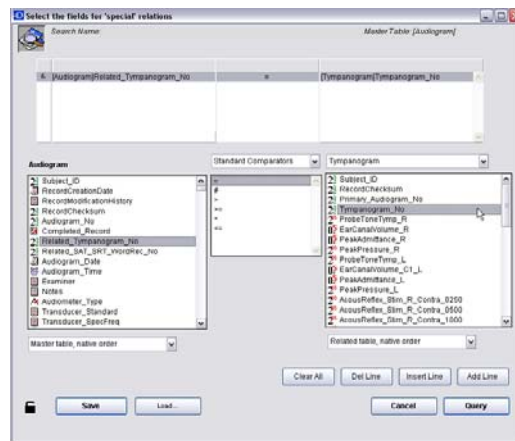 Select the fields for 'special' relations
Search Name:
Master Table: [Audiogram]
& [Audiogram]Related_Tympanogram_No = [Tympanogram]Tympanogram_No
Audiogram
Standard Comparators
Tympanogram
Subject_ID
RecordCreationDate
RecordModificationHistory
RecordChecksum
Audiogram_No
Completed_Record
Related_Tympanogram_No
Related_SAT_SRT_WordRec_No
Audiogram_Date
Audiogram_Time
Examiner
Notes
Audiometer_Type
Transducer_Standard
Transducer_SpecFreq
=
#
>
>=
<
<=
Subject_ID
RecordChecksum
Primary_Audiogram_No
Tympanogram_No
ProbeToneTymp_R
EarCanalVolume_R
PeakAdmittance_R
PeakPressure_R
ProbeToneTymp_L
EarCanalVolume_C1_L
PeakAdmittance_L
PeakPressure_L
AcousReflex_Stim_R_Contra_0250
AcousReflex_Stim_R_Contra_0500
AcousReflex_Stim_R_Contra_1000
Master table, native order
Related table, native order
Clear All
Del Line
Insert Line
Add Line
Save
Load...
Cancel
Query